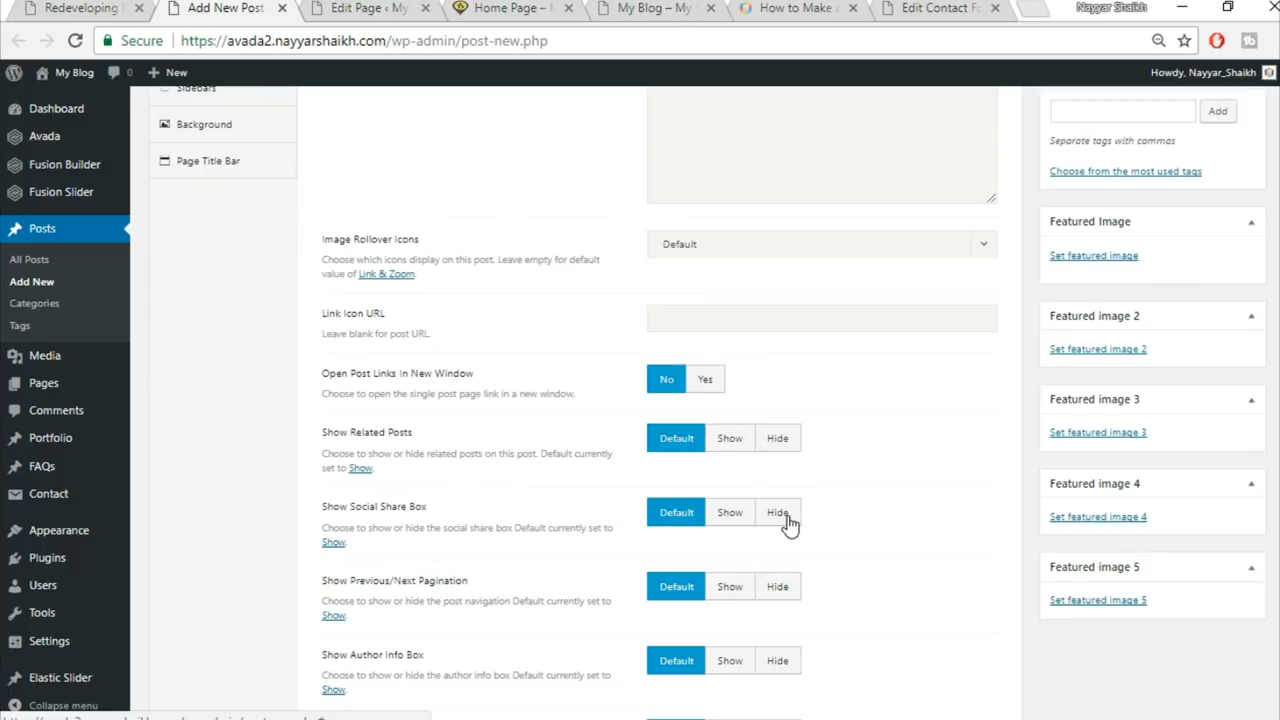 Redeveloping
Add New Post
Edit Page ‹ My
Home Page –
My Blog – My
How to Make a
Edit Contact Fo
Nayyar Shaikh
Secure
https://avada2.nayyarshaikh.com/wp-admin/post-new.php
My Blog
0
New
Howdy, Nayyar_Shaikh
Dashboard
Avada
Fusion Builder
Fusion Slider
Posts
All Posts
Add New
Categories
Tags
Media
Pages
Comments
Portfolio
FAQs
Contact
Appearance
Plugins
Users
Tools
Settings
Elastic Slider
Collapse menu
Sidebars
Background
Page Title Bar
Image Rollover Icons
Choose which icons display on this post. Leave empty for default
value of Link & Zoom.
Default
Link Icon URL
Leave blank for post URL.
Open Post Links In New Window
Choose to open the single post page link in a new window.
No
Yes
Show Related Posts
Choose to show or hide related posts on this post. Default currently
set to Show.
Default
Show
Hide
Show Social Share Box
Choose to show or hide the social share box Default currently set to
Show.
Default
Show
Hide
Show Previous/Next Pagination
Choose to show or hide the post navigation Default currently set to
Show.
Default
Show
Hide
Show Author Info Box
Choose to show or hide the author info box Default currently set to
Show.
Default
Show
Hide
Add
Separate tags with commas
Choose from the most used tags
Featured Image
Set featured image
Featured image 2
Set featured image 2
Featured image 3
Set featured image 3
Featured image 4
Set featured image 4
Featured image 5
Set featured image 5